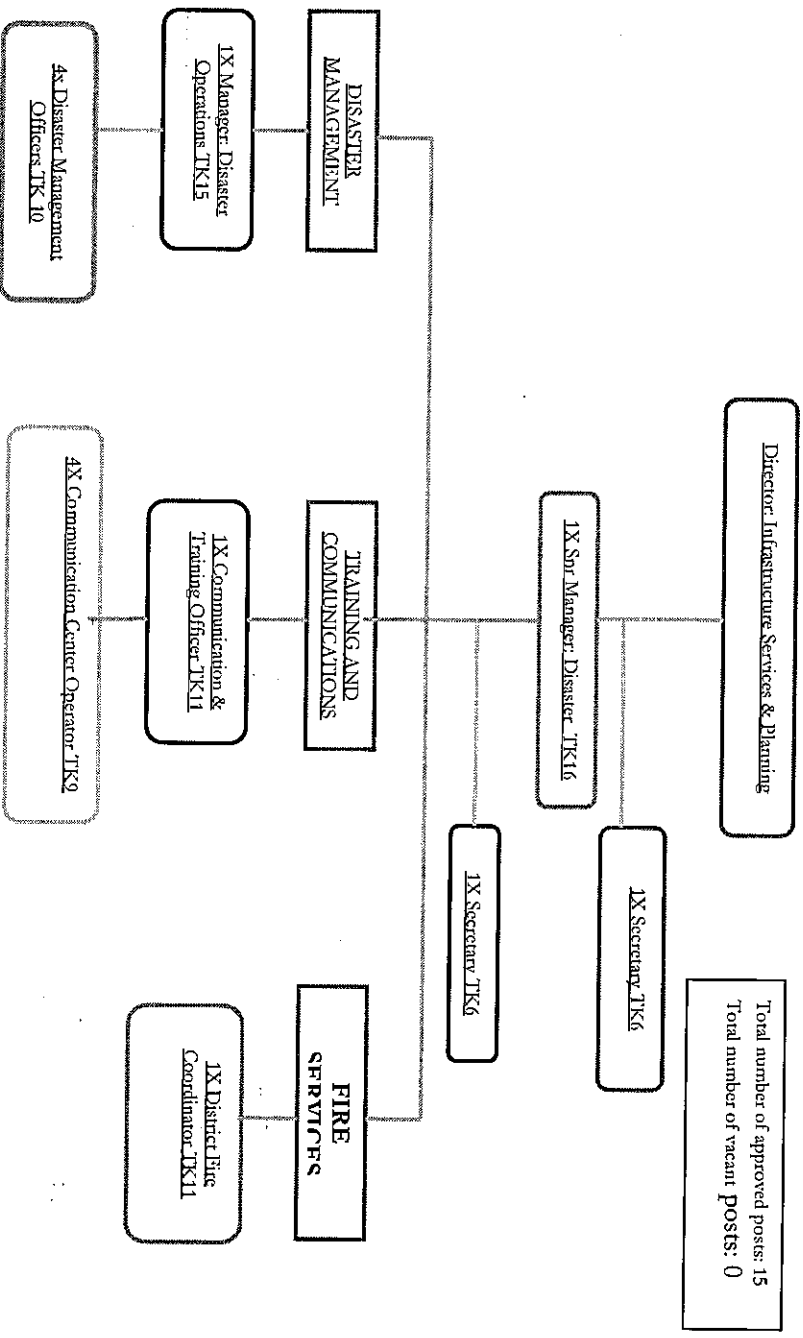 Total number of approved posts: 15
Total number of vacant posts: 0
Director: Infrastructure Services & Planning
1X Secretary TK6
1X Snr Manager: Disaster TK16
1X Secretary TK6
DISASTER
MANAGEMENT
TRAINING AND
COMMUNICATIONS
FIRE
SERVICES
1X Manager: Disaster
Operations TK15
1X Communication &
Training Officer TK11
1X District Fire
Coordinator TK11
4x Disaster Management
Officers TK 10
4X Communication Center Operator TK9